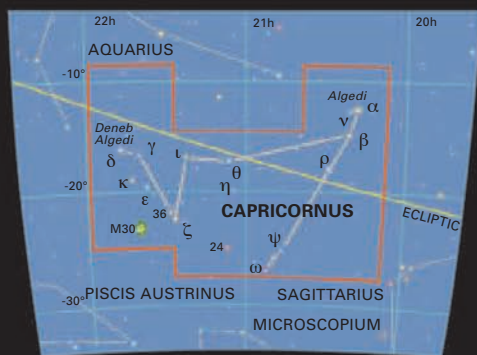 22h 21h 20h
AQUARIUS
-10°
Algedi α
ν
Deneb
Algedi
β
γ
δ ι
θ ρ
κ η
-20°
ε
36 CAPRICORNUS
ECLIPTIC
M30 ζ
24 ψ
ω
PISCIS AUSTRINUS SAGITTARIUS
-30°
MICROSCOPIUM